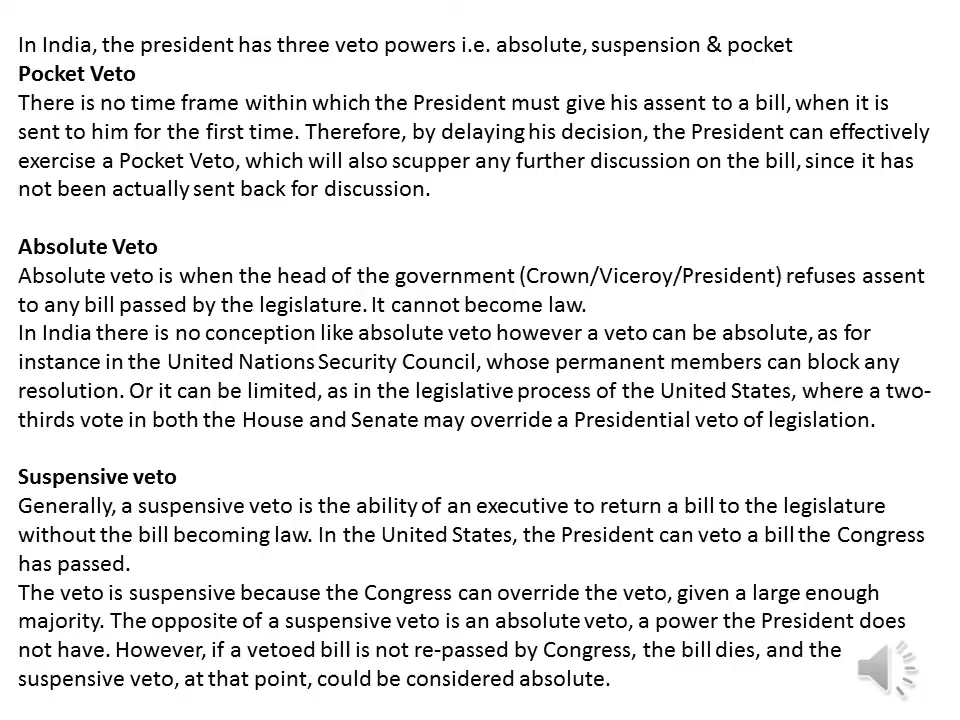 In India, the president has three veto powers i.e. absolute, suspension & pocket
Pocket Veto
There is no time frame within which the President must give his assent to a bill, when it is
sent to him for the first time. Therefore, by delaying his decision, the President can effectively
exercise a Pocket Veto, which will also scupper any further discussion on the bill, since it has
not been actually sent back for discussion.
Absolute Veto
Absolute veto is when the head of the government (Crown/Viceroy/President) refuses assent
to any bill passed by the legislature. It cannot become law.
In India there is no conception like absolute veto however a veto can be absolute, as for
instance in the United Nations Security Council, whose permanent members can block any
resolution. Or it can be limited, as in the legislative process of the United States, where a two-
thirds vote in both the House and Senate may override a Presidential veto of legislation.
Suspensive veto
Generally, a suspensive veto is the ability of an executive to return a bill to the legislature
without the bill becoming law. In the United States, the President can veto a bill the Congress
has passed.
The veto is suspensive because the Congress can override the veto, given a large enough
majority. The opposite of a suspensive veto is an absolute veto, a power the President does
not have. However, if a vetoed bill is not re-passed by Congress, the bill dies, and the
suspensive veto, at that point, could be considered absolute.